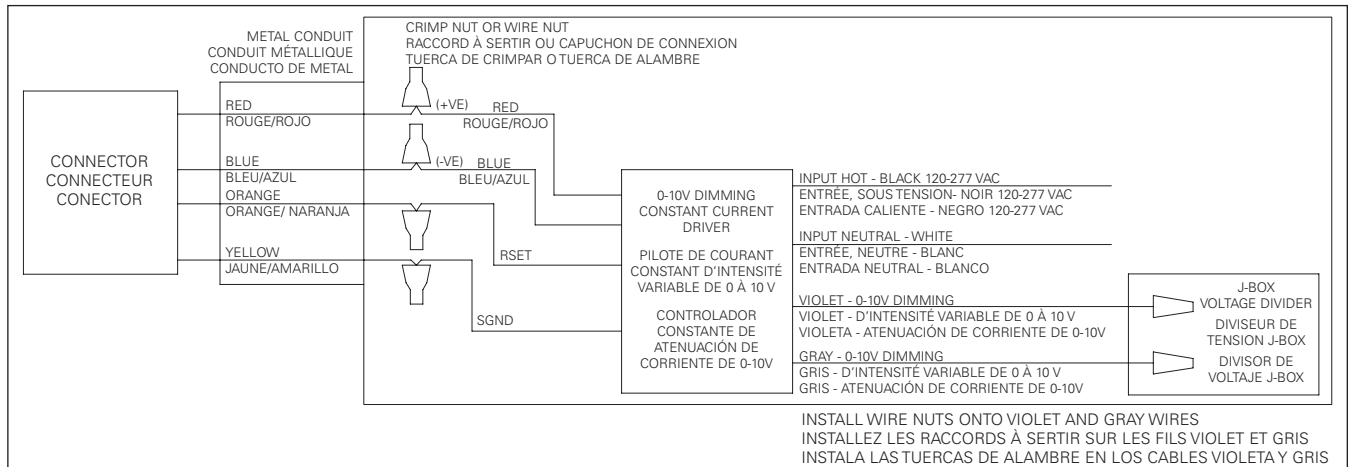 METAL CONDUIT
CONDUIT MÉTALLIQUE
CONDUCTO DE METAL
CRIMP NUT OR WIRE NUT
RACCORD À SERTIR OU CAPUCHON DE CONNEXION
TUERCA DE CRIMPAR O TUERCA DE ALAMBRE
CONNECTOR
CONNECTEUR
CONECTOR
RED
ROUGE/ROJO
BLUE
BLEU/AZUL
ORANGE
ORANGE/ NARANJA
YELLOW
JAUNE/AMARILLO
(+VE) RED
ROUGE/ROJO
(-VE) BLUE
BLEU/AZUL
RSET
SGND
0-10V DIMMING
CONSTANT CURRENT
DRIVER
PILOTE DE COURANT
CONSTANT D'INTENSITÉ
VARIABLE DE 0 À 10 V
CONTROLADOR
CONSTANTE DE
ATENUACIÓN DE
CORRIENTE DE 0-10V
INPUT HOT - BLACK 120-277 VAC
ENTRÉE, SOUS TENSION- NOIR 120-277 VAC
ENTRADA CALIENTE - NEGRO 120-277 VAC
INPUT NEUTRAL - WHITE
ENTRÉE, NEUTRE - BLANC
ENTRADA NEUTRAL - BLANCO
VIOLET - 0-10V DIMMING
VIOLET - D'INTENSITÉ VARIABLE DE 0 À 10 V
VIOLETA - ATENUACIÓN DE CORRIENTE DE 0-10V
GRAY - 0-10V DIMMING
GRIS - D'INTENSITÉ VARIABLE DE 0 À 10 V
GRIS - ATENUACIÓN DE CORRIENTE DE 0-10V
J-BOX
VOLTAGE DIVIDER
DIVISEUR DE
TENSION J-BOX
DIVISOR DE
VOLTAJE J-BOX
INSTALL WIRE NUTS ONTO VIOLET AND GRAY WIRES
INSTALLEZ LES RACCORDS À SERTIR SUR LES FILS VIOLET ET GRIS
INSTALA LAS TUERCAS DE ALAMBRE EN LOS CABLES VIOLETA Y GRIS